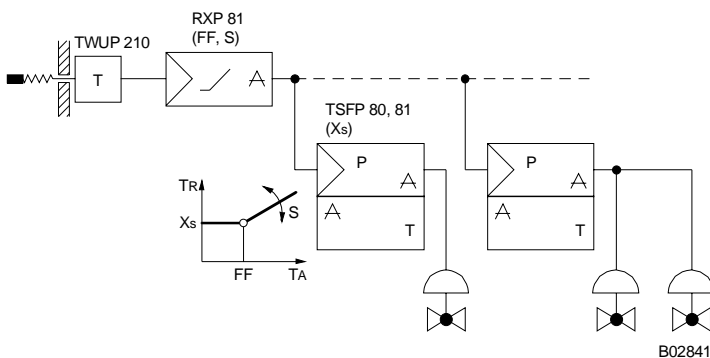 RXP 81
(FF, S)
TWUP 210
T
A
TSFP 80, 81
(Xs)
P
A
A
T
P
A
A
T
TR
Xs
S
FF
TA
B02841